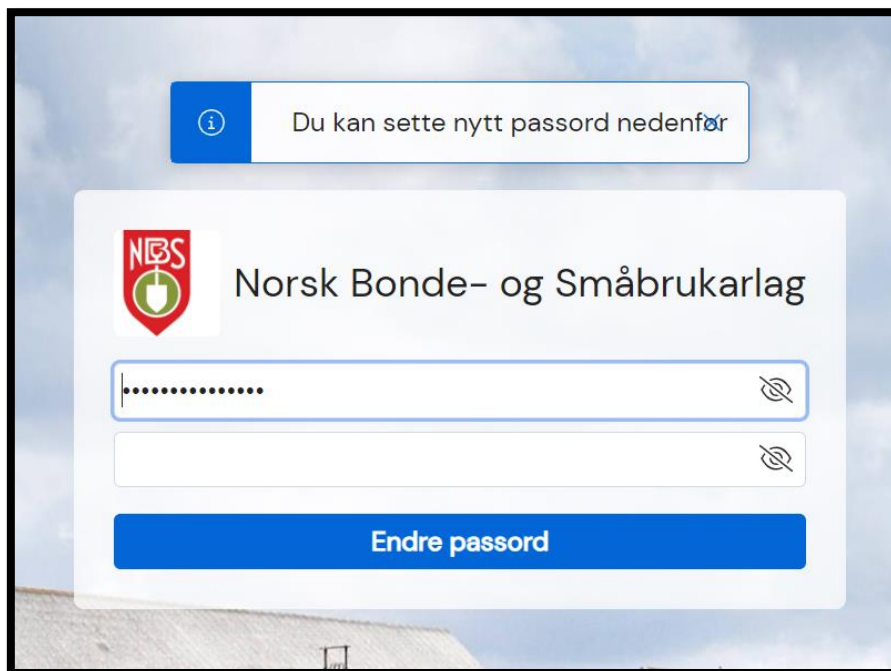 Du kan sette nytt passord nedenfor
NBS
Norsk Bonde- og Småbrukarlag
•••••••••••••••
Endre passord